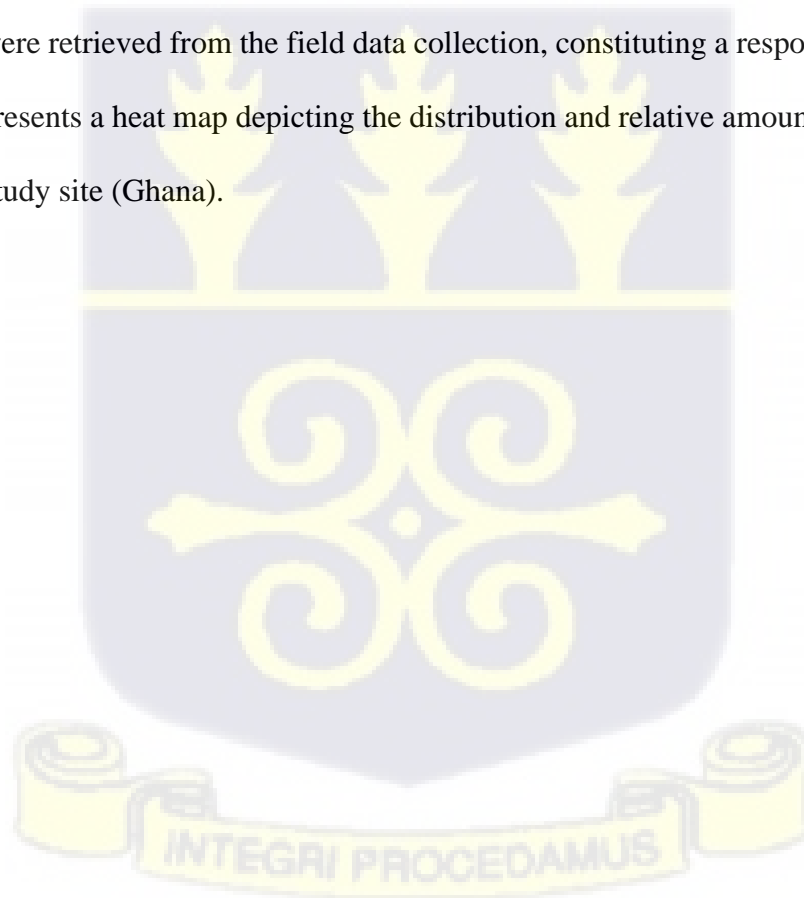 were retrieved from the field data collection, constituting a respo
resents a heat map depicting the distribution and relative amoun
tudy site (Ghana).
INTEGRI PROCEDAMUS